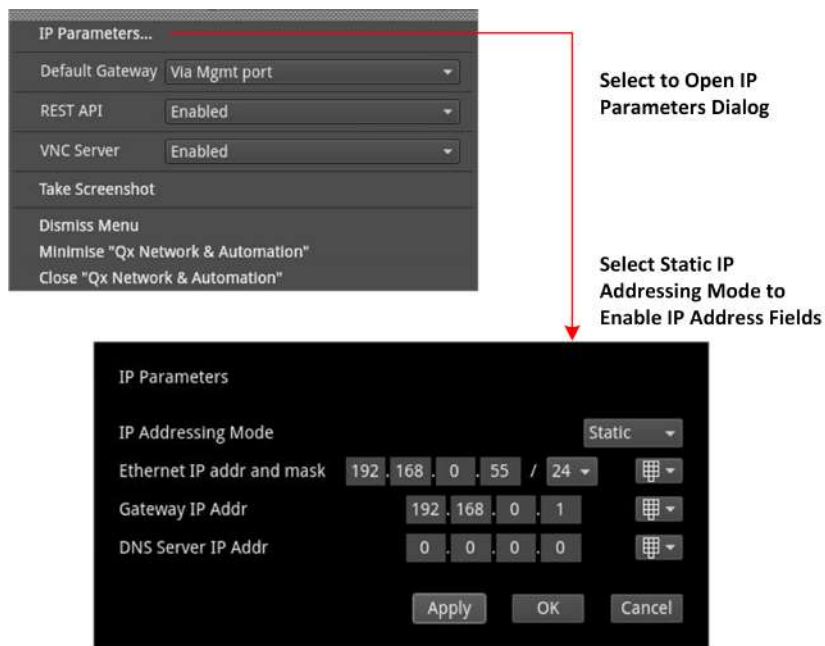 IP Parameters...
Default Gateway Via Mgmt port
REST API Enabled
VNC Server Enabled
Take Screenshot
Dismiss Menu
Minimise "Qx Network & Automation"
Close "Qx Network & Automation"
Select to Open IP
Parameters Dialog
Select Static IP
Addressing Mode to
Enable IP Address Fields
IP Parameters
IP Addressing Mode Static
Ethernet IP addr and mask 192 . 168 . 0 . 55 / 24
Gateway IP Addr 192 . 168 . 0 . 1
DNS Server IP Addr 0 . 0 . 0 . 0
Apply OK Cancel